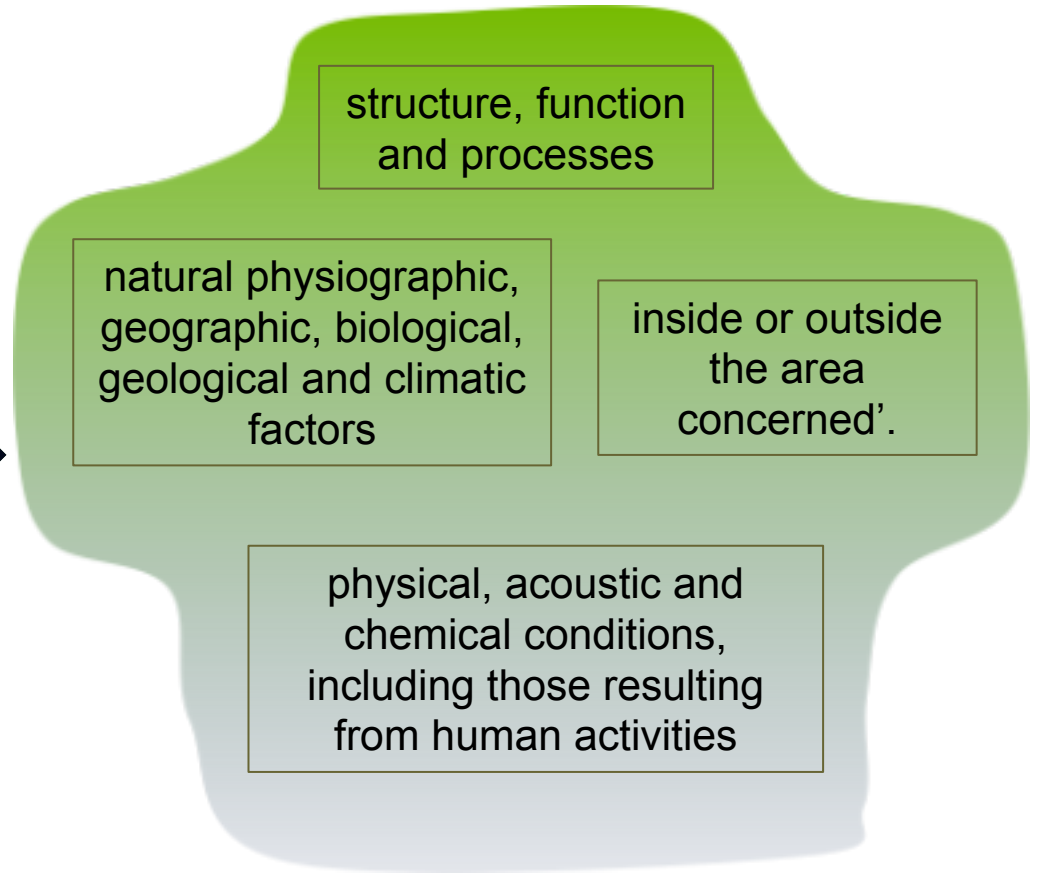 structure, function
and processes
natural physiographic,
geographic, biological,
geological and climatic
factors
inside or outside
the area
concerned’.
physical, acoustic and
chemical conditions,
including those resulting
from human activities